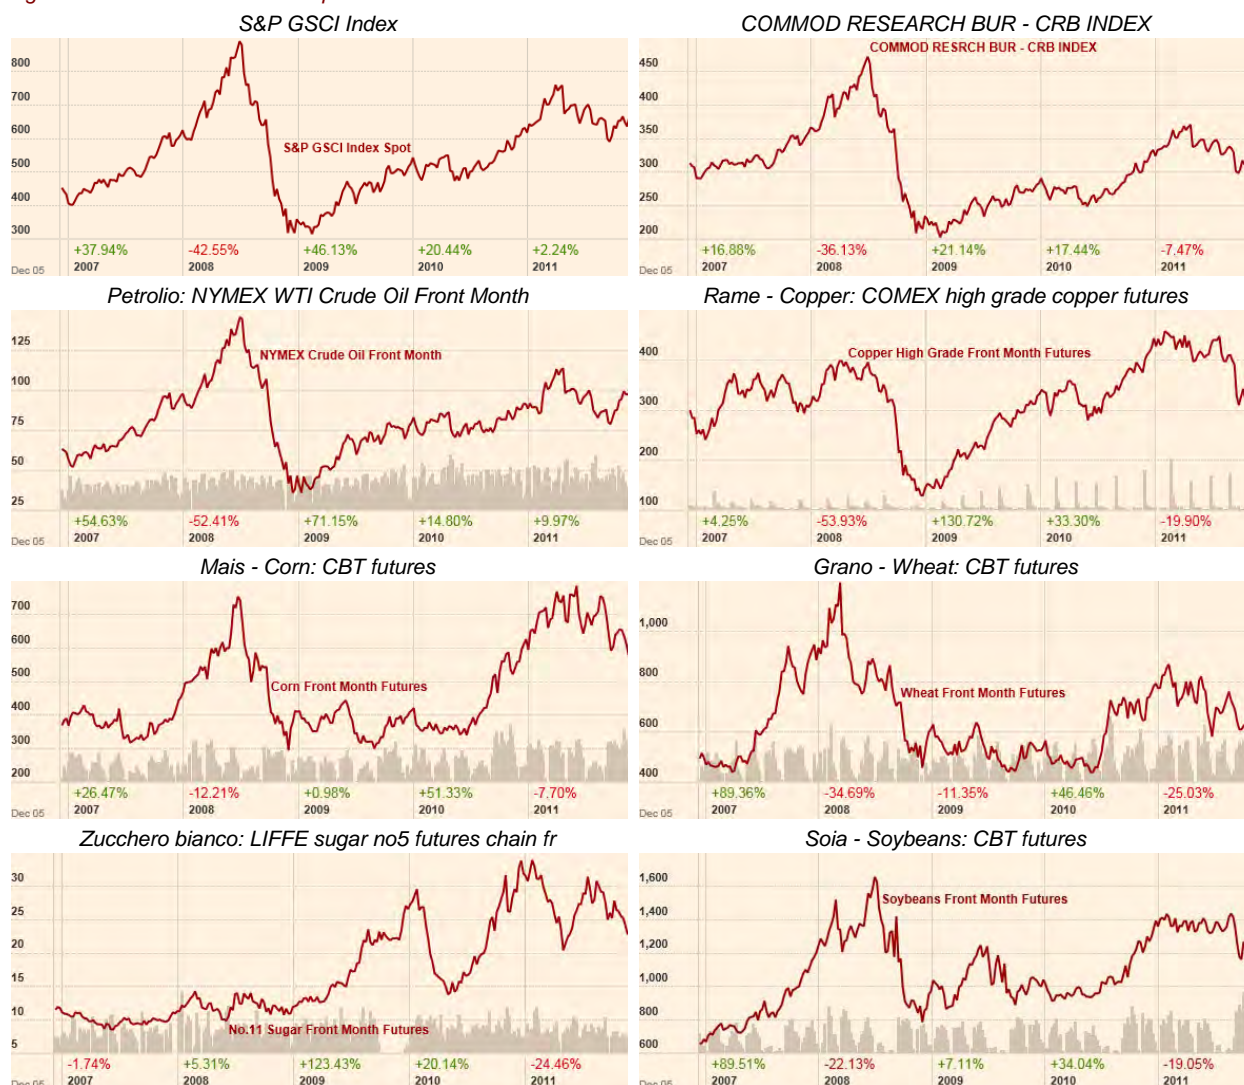 S&P GSCI Index
800
700
600
500
400
300
S&P GSCI Index Spot
+37.94% -42.55% +46.13% +20.44% +2.24%
Dec 05 2007 2008 2009 2010 2011
COMMOD RESEARCH BUR - CRB INDEX
COMMOD RESRCH BUR - CRB INDEX
450
400
350
300
250
200
+16.88% -36.13% +21.14% +17.44% -7.47%
Dec 05 2007 2008 2009 2010 2011
Petrolio: NYMEX WTI Crude Oil Front Month
125
NYMEX Crude Oil Front Month
100
75
50
25
+54.63% -52.41% +71.15% +14.80% +9.97%
Dec 05 2007 2008 2009 2010 2011
Rame - Copper: COMEX high grade copper futures
400
Copper High Grade Front Month Futures
300
200
100
+4.25% -53.93% +130.72% +33.30% -19.90%
Dec 05 2007 2008 2009 2010 2011
Mais - Corn: CBT futures
700
600
500
Corn Front Month Futures
400
300
200
+26.47% -12.21% +0.98% +51.33% -7.70%
Dec 05 2007 2008 2009 2010 2011
Grano - Wheat: CBT futures
1,000
800
Wheat Front Month Futures
600
400
+89.36% -34.69% -11.35% +46.46% -25.03%
Dec 05 2007 2008 2009 2010 2011
Zucchero bianco: LIFFE sugar no5 futures chain fr
30
25
20
15
10
No.11 Sugar Front Month Futures
5
-1.74% +5.31% +123.43% +20.14% -24.46%
Dec 05 2007 2008 2009 2010 2011
Soia - Soybeans: CBT futures
1,600
Soybeans Front Month Futures
1,400
1,200
1,000
800
600
+89.51% -22.13% +7.11% +34.04% -19.05%
Dec 05 2007 2008 2009 2010 2011